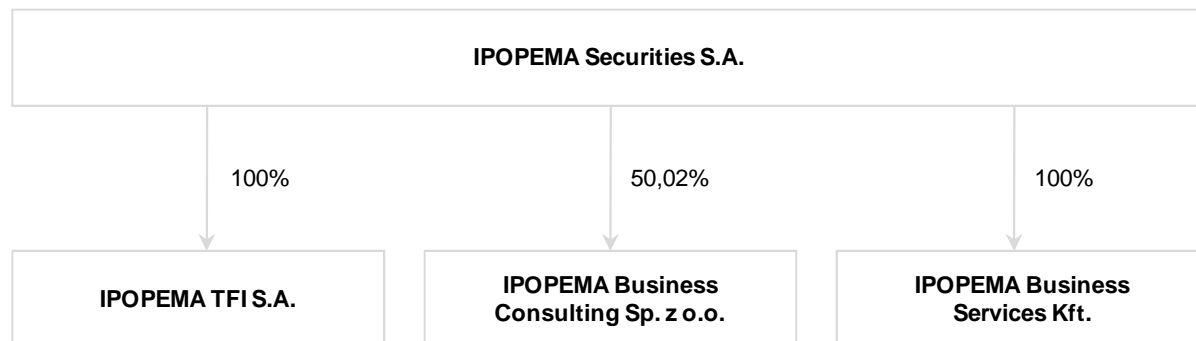 IPOPEMA Securities S.A.
100%
50,02%
100%
IPOPEMA TFI S.A.
IPOPEMA Business
Consulting Sp. z o.o.
IPOPEMA Business
Services Kft.